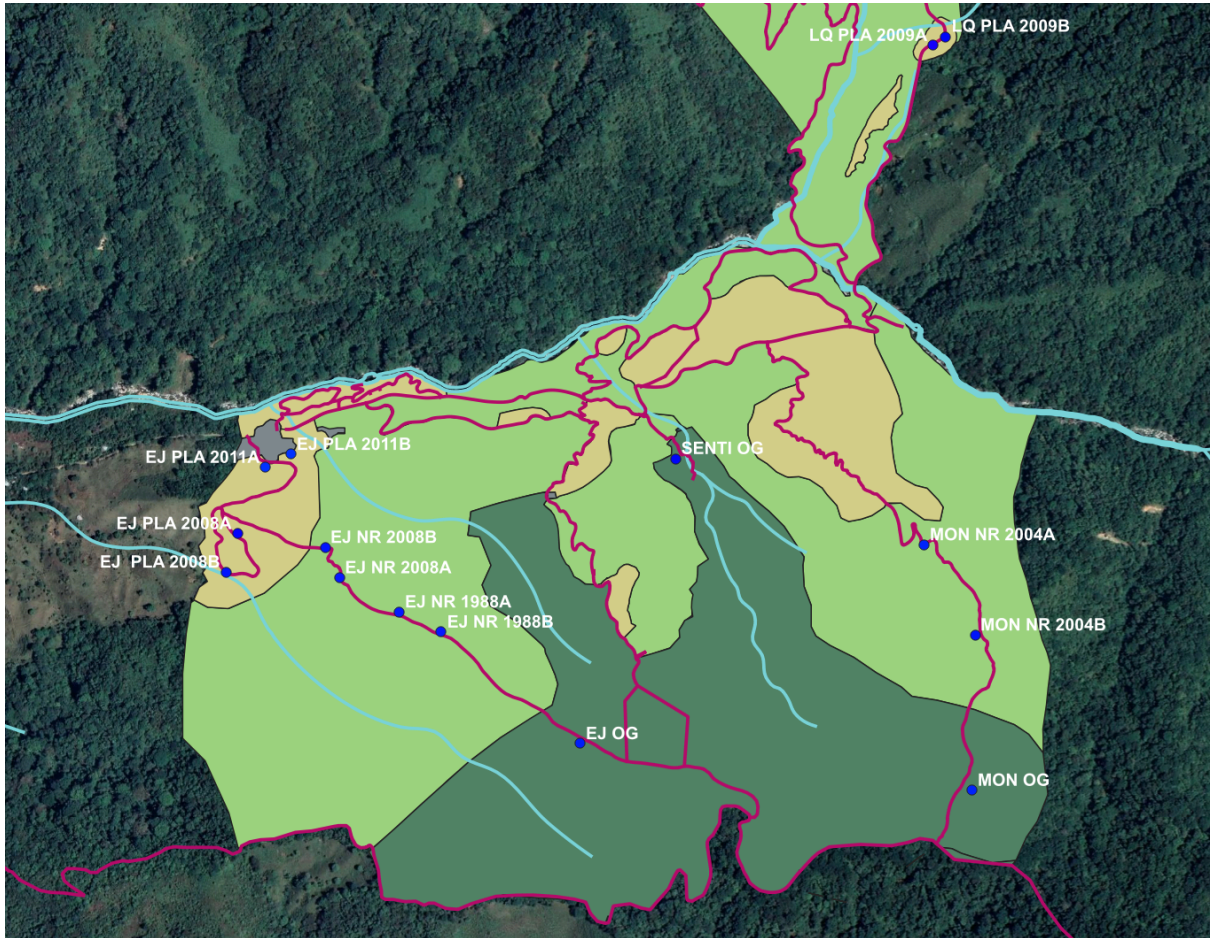 LQ PLA 2009B
LQ PLA 2009A
EJ PLA 2011B
SENTI OG
EJ PLA 2011A
EJ PLA 2008A
EJ NR 2008B
MON NR 2004A
EJ  PLA 2008B
EJ NR 2008A
EJ NR 1988A
EJ NR 1988B
MON NR 2004B
EJ OG
MON OG